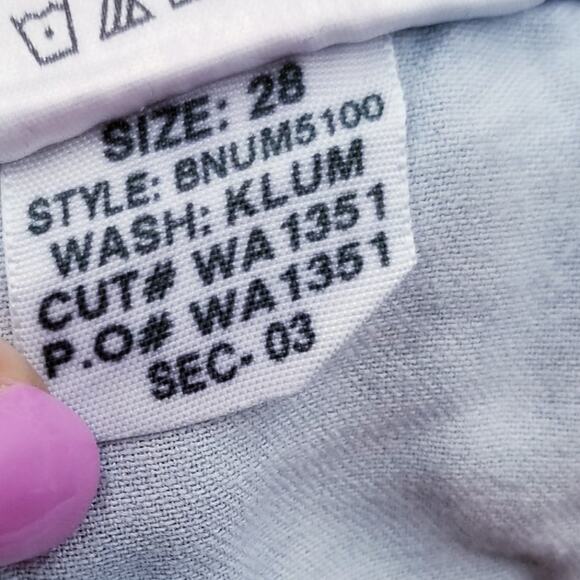 SIZE: 28
STYLE: BNUM5100
WASH: KLUM
CUT# WA1351
P.O# WA1351
SEC- 03